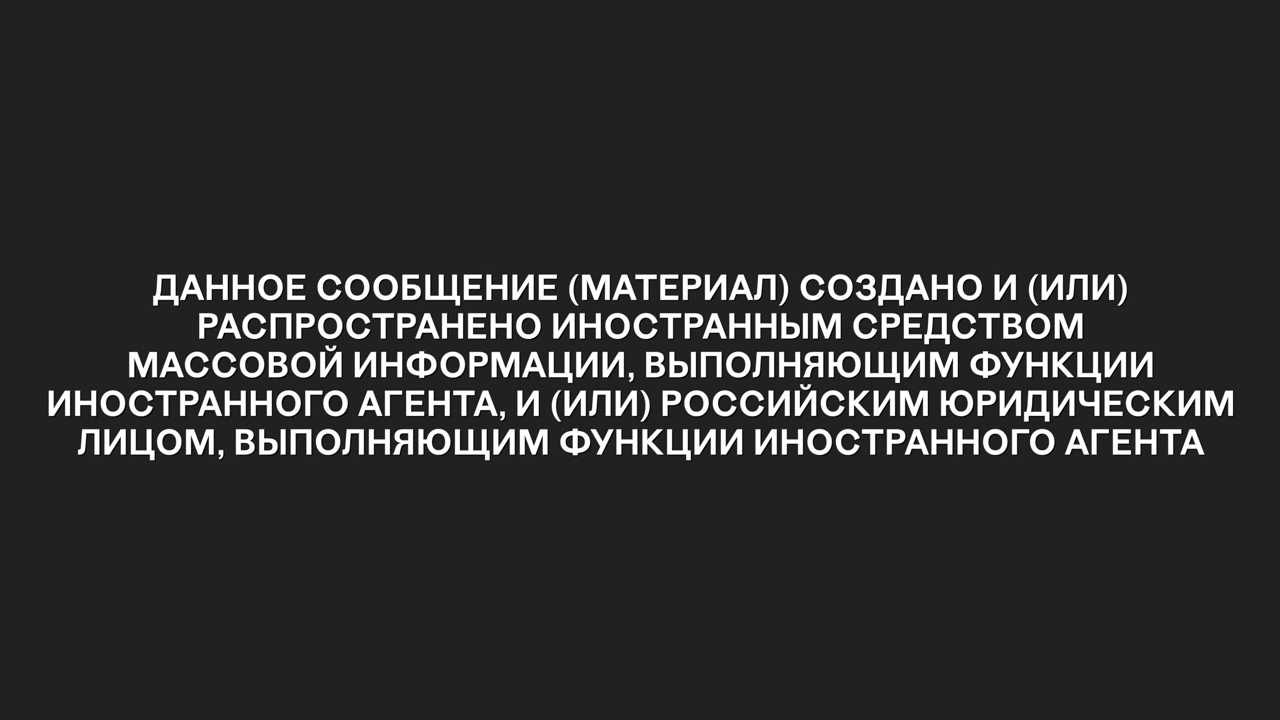 ДАННОЕ СООБЩЕНИЕ (МАТЕРИАЛ) СОЗДАНО И (ИЛИ)
РАСПРОСТРАНЕНО ИНОСТРАННЫМ СРЕДСТВОМ
МАССОВОЙ ИНФОРМАЦИИ, ВЫПОЛНЯЮЩИМ ФУНКЦИИ
ИНОСТРАННОГО АГЕНТА, И (ИЛИ) РОССИЙСКИМ ЮРИДИЧЕСКИМ
ЛИЦОМ, ВЫПОЛНЯЮЩИМ ФУНКЦИИ ИНОСТРАННОГО АГЕНТА